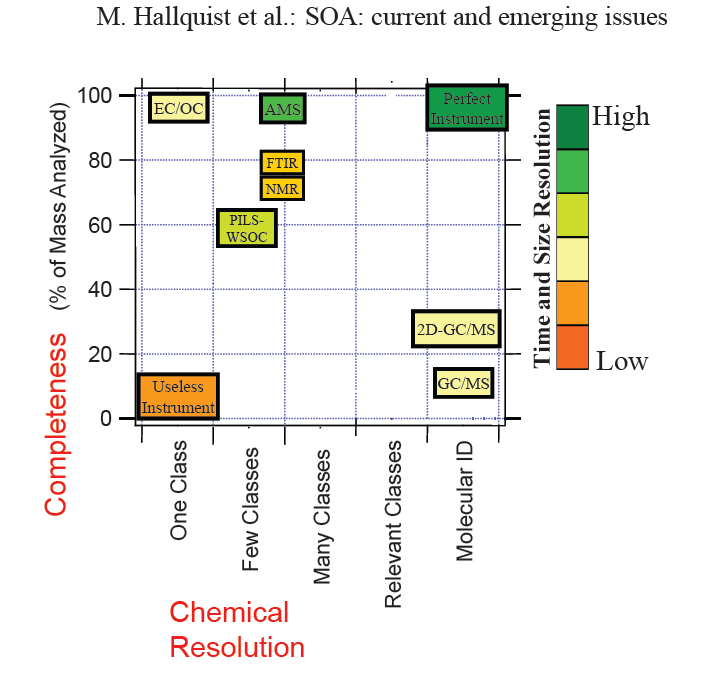 M. Hallquist et al.: SOA: current and emerging issues
Completeness (% of Mass Analyzed)
100
80
60
40
20
0
EC/OC
AMS
Perfect
Instrument
FTIR
NMR
PILS-
WSOC
2D-GC/MS
GC/MS
Useless
Instrument
One Class
Few Classes
Many Classes
Relevant Classes
Molecular ID
Chemical
Resolution
Time and Size Resolution
High
Low